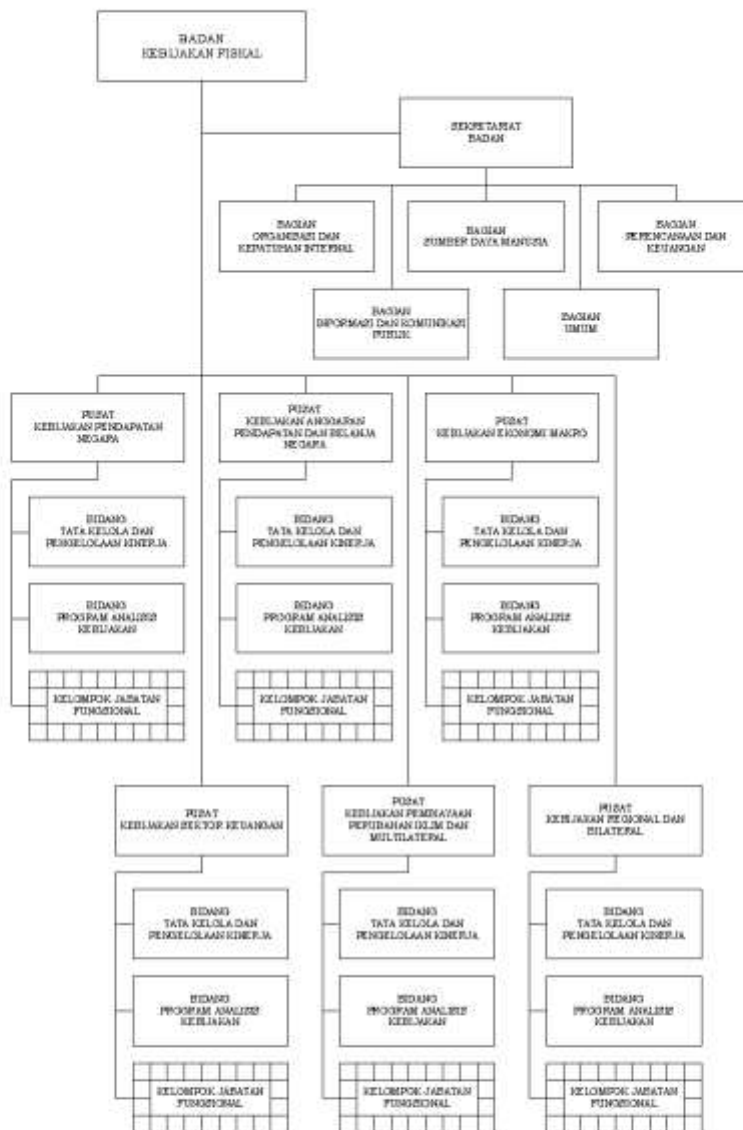 BADAN
KEBIJAKAN FISKAL
SEKRETARIAT
BADAN
BAGIAN
ORGANISASI DAN
KEPATUHAN INTERNAL
BAGIAN
SUMBER DAYA MANUSIA
BAGIAN
PERENCANAAN DAN
KEUANGAN
BAGIAN
INFORMASI DAN KOMUNIKASI
PUBLIK
BAGIAN
UMUM
PUSAT
KEBIJAKAN PENDAPATAN
NEGARA
PUSAT
KEBIJAKAN ANGGARAN
PENDAPATAN DAN BELANJA
NEGARA
PUSAT
KEBIJAKAN EKONOMI MAKRO
BIDANG
TATA KELOLA DAN
PENGELOLAAN KINERJA
BIDANG
TATA KELOLA DAN
PENGELOLAAN KINERJA
BIDANG
TATA KELOLA DAN
PENGELOLAAN KINERJA
BIDANG
PROGRAM ANALISIS
KEBIJAKAN
BIDANG
PROGRAM ANALISIS
KEBIJAKAN
BIDANG
PROGRAM ANALISIS
KEBIJAKAN
KELOMPOK JABATAN
FUNGSIONAL
KELOMPOK JABATAN
FUNGSIONAL
KELOMPOK JABATAN
FUNGSIONAL
PUSAT
KEBIJAKAN SEKTOR KEUANGAN
PUSAT
KEBIJAKAN PEMBIAYAAN
PERUBAHAN IKLIM DAN
MULTILATERAL
PUSAT
KEBIJAKAN REGIONAL DAN
BILATERAL
BIDANG
TATA KELOLA DAN
PENGELOLAAN KINERJA
BIDANG
TATA KELOLA DAN
PENGELOLAAN KINERJA
BIDANG
TATA KELOLA DAN
PENGELOLAAN KINERJA
BIDANG
PROGRAM ANALISIS
KEBIJAKAN
BIDANG
PROGRAM ANALISIS
KEBIJAKAN
BIDANG
PROGRAM ANALISIS
KEBIJAKAN
KELOMPOK JABATAN
FUNGSIONAL
KELOMPOK JABATAN
FUNGSIONAL
KELOMPOK JABATAN
FUNGSIONAL